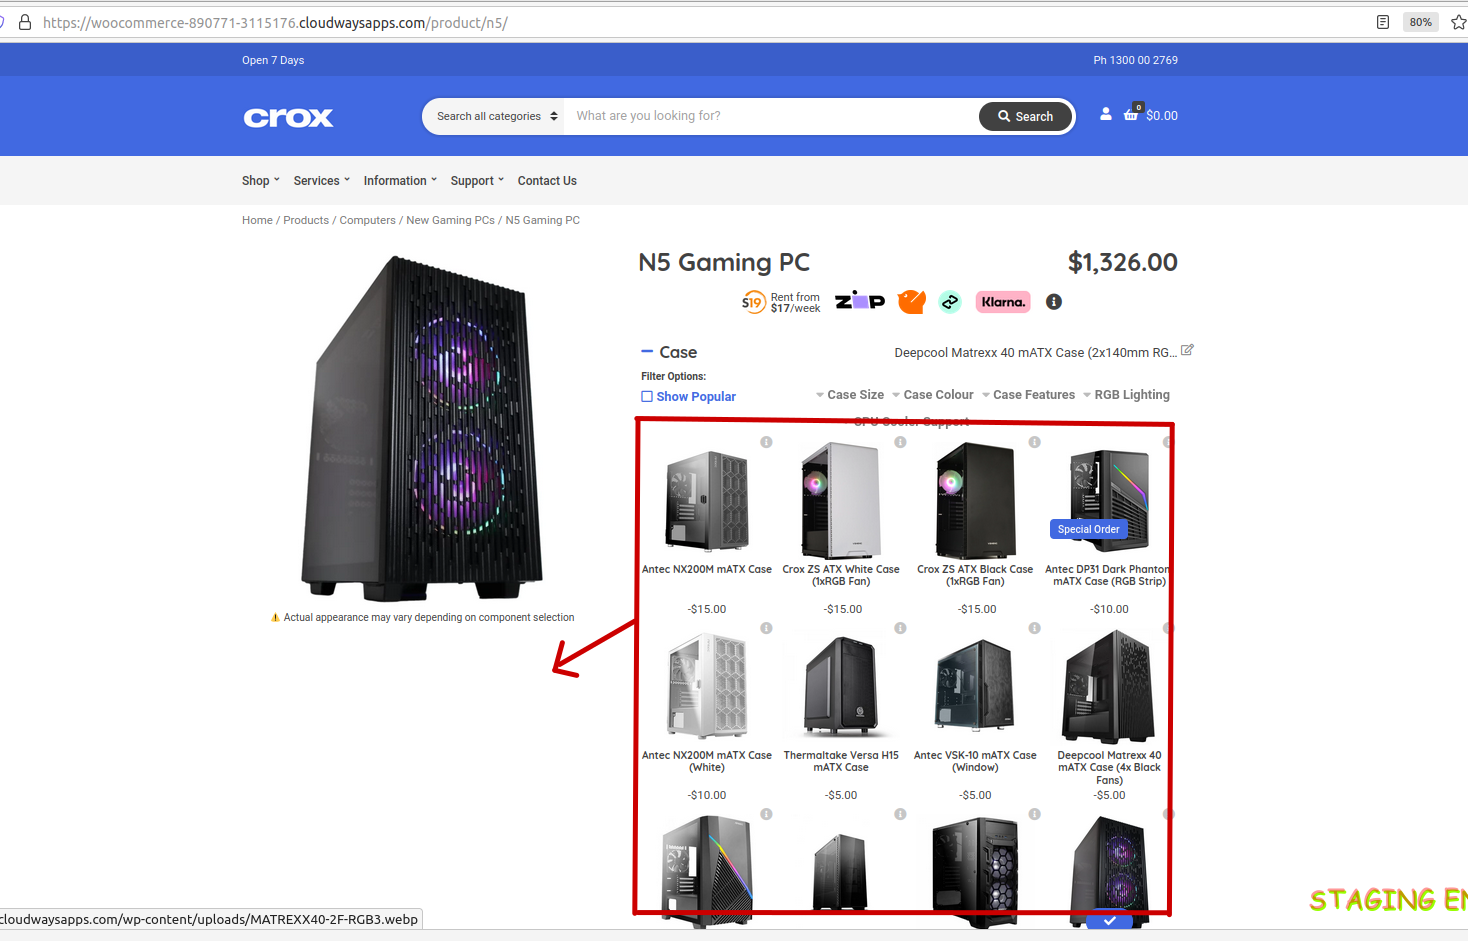 https://woocommerce-890771-3115176.cloudwaysapps.com/product/n5/
80%
Open 7 Days
Ph 1300 00 2769
crox
Search all categories
What are you looking for?
Search
0
$0.00
Shop
Services
Information
Support
Contact Us
Home / Products / Computers / New Gaming PCs / N5 Gaming PC
N5 Gaming PC
$1,326.00
S19
Rent from
$17/week
ZIP
Klarna.
Case
Deepcool Matrexx 40 mATX Case (2x140mm RG...
Filter Options:
Show Popular
Case Size
Case Colour
Case Features
RGB Lighting
CPU Cooler Support
Special Order
Antec NX200M mATX Case
Crox ZS ATX White Case
(1xRGB Fan)
Crox ZS ATX Black Case
(1xRGB Fan)
Antec DP31 Dark Phantom
mATX Case (RGB Strip)
-$15.00
-$15.00
-$15.00
-$10.00
Actual appearance may vary depending on component selection
Antec NX200M mATX Case
(White)
Thermaltake Versa H15
mATX Case
Antec VSK-10 mATX Case
(Window)
Deepcool Matrexx 40
mATX Case (4x Black
Fans)
-$10.00
-$5.00
-$5.00
-$5.00
STAGING EN
cloudwaysapps.com/wp-content/uploads/MATREXX40-2F-RGB3.webp